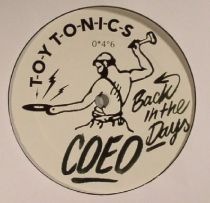 T·O·Y T·O·N·I·C·S
0*4*6
Back
in the
Days
COEO